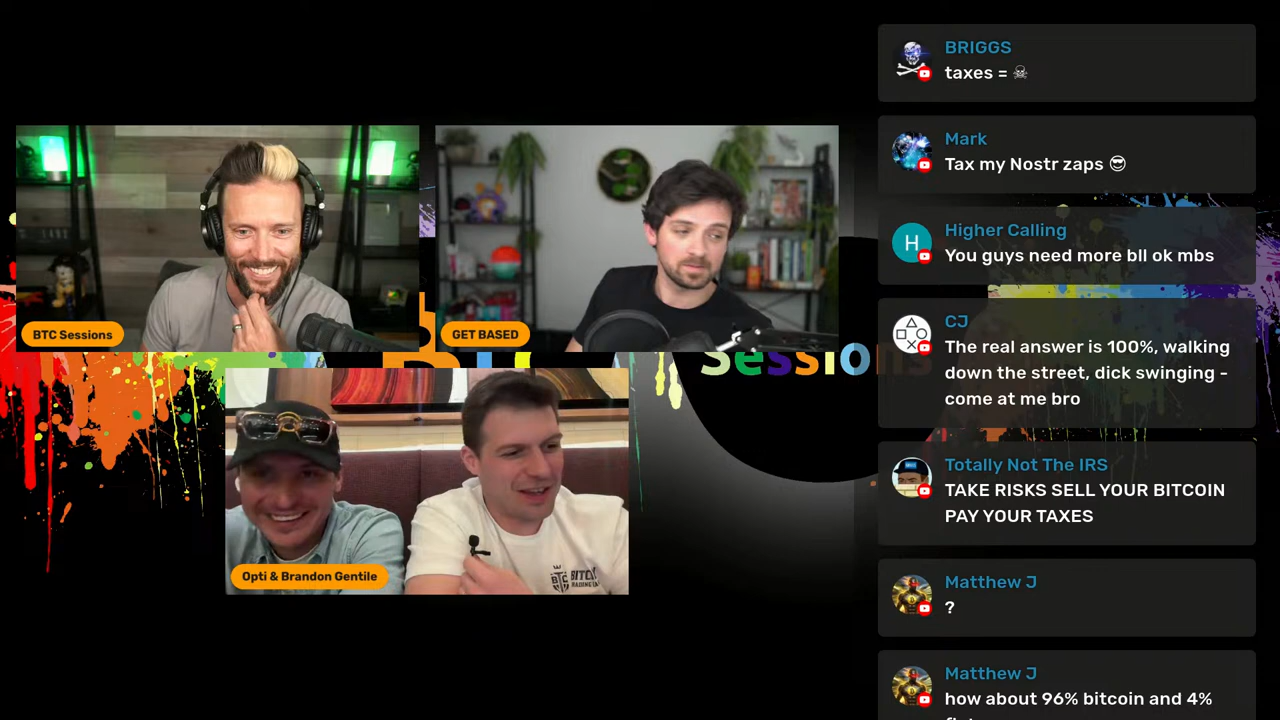 BTC Sessions
GET BASED
Sessions
Opti & Brandon Gentile
BTC
BRIGGS
taxes = ☠
Mark
Tax my Nostr zaps 😎
H
Higher Calling
You guys need more bll ok mbs
CJ
The real answer is 100%, walking
down the street, dick swinging -
come at me bro
Totally Not The IRS
TAKE RISKS SELL YOUR BITCOIN
PAY YOUR TAXES
Matthew J
?
Matthew J
how about 96% bitcoin and 4%